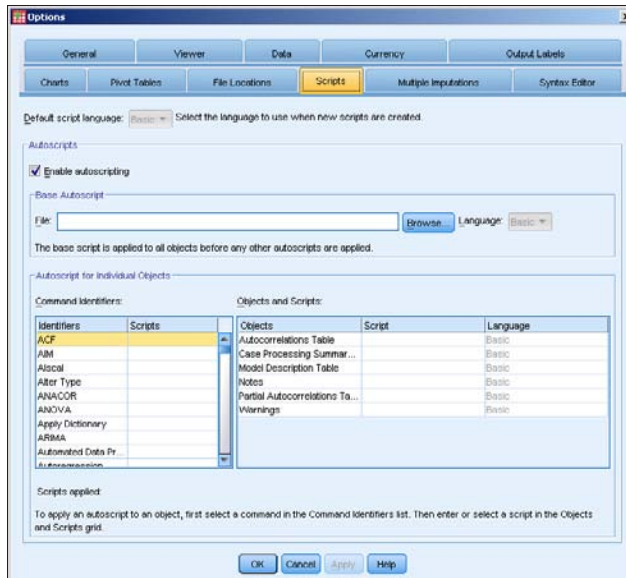 Options
General Viewer Data Currency Output Labels
Charts Pivot Tables File Locations Scripts Multiple Imputations Syntax Editor
Default script language: Basic Select the language to use when new scripts are created.
Autoscripts
Enable autoscripting
Base Autoscript
File: Browse... Language: Basic
The base script is applied to all objects before any other autoscripts are applied.
Autoscript for Individual Objects
Command Identifiers: Objects and Scripts:
Identifiers Scripts Objects Script Language
ACF Autocorrelations Table Basic
AIM Case Processing Summar... Basic
Alscal Model Description Table Basic
Alter Type Notes Basic
ANACOR Partial Autocorrelations Ta... Basic
ANOVA Warnings Basic
Apply Dictionary
ARIMA
Automated Data Pr...
Autoregression
Scripts applied:
To apply an autoscript to an object, first select a command in the Command Identifiers list. Then enter or select a script in the Objects
and Scripts grid.
OK Cancel Apply Help